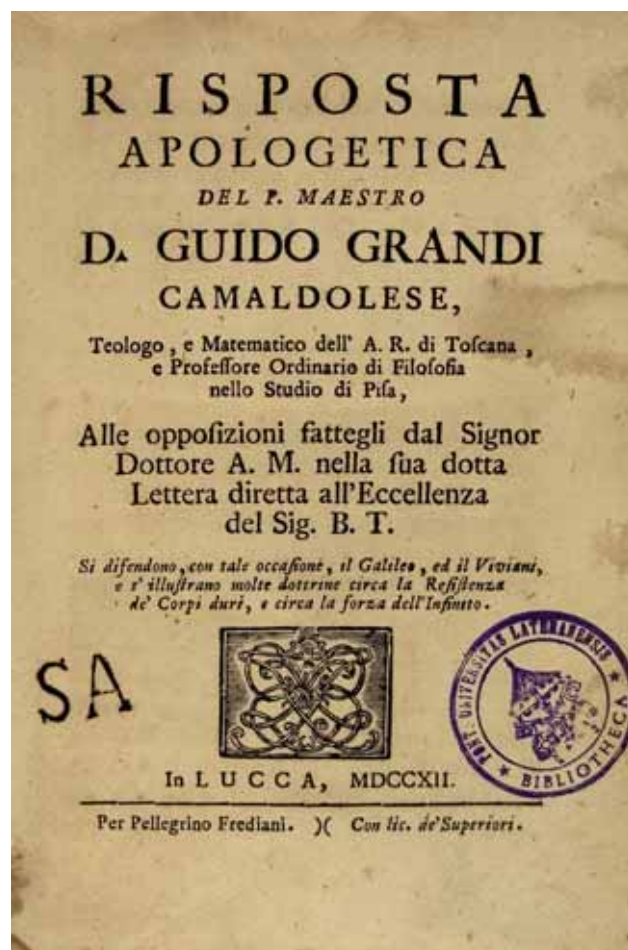 RISPOSTA
APOLOGETICA
DEL P. MAESTRO
D. GUIDO GRANDI
CAMALDOLESE,
Teologo, e Matematico dell' A. R. di Toſcana,
e Profeſſore Ordinario di Filoſofia
nello Studio di Piſa,
Alle oppoſizioni fattegli dal Signor
Dottore A. M. nella ſua dotta
Lettera diretta all'Eccellenza
del Sig. B. T.
Si difendono, con tale occaſione, il Galileo, ed il Viviani,
e s' illuſtrano molte dottrine circa la Reſiſtenza
de' Corpi duri, e circa la forza dell'Infinito.
SA
PONT. UNIVERSITAS LATERANENSIS
BIBLIOTHECA
In LUCCA, MDCCXII.
Per Pellegrino Frediani. )( Con lic. de'Superiori.